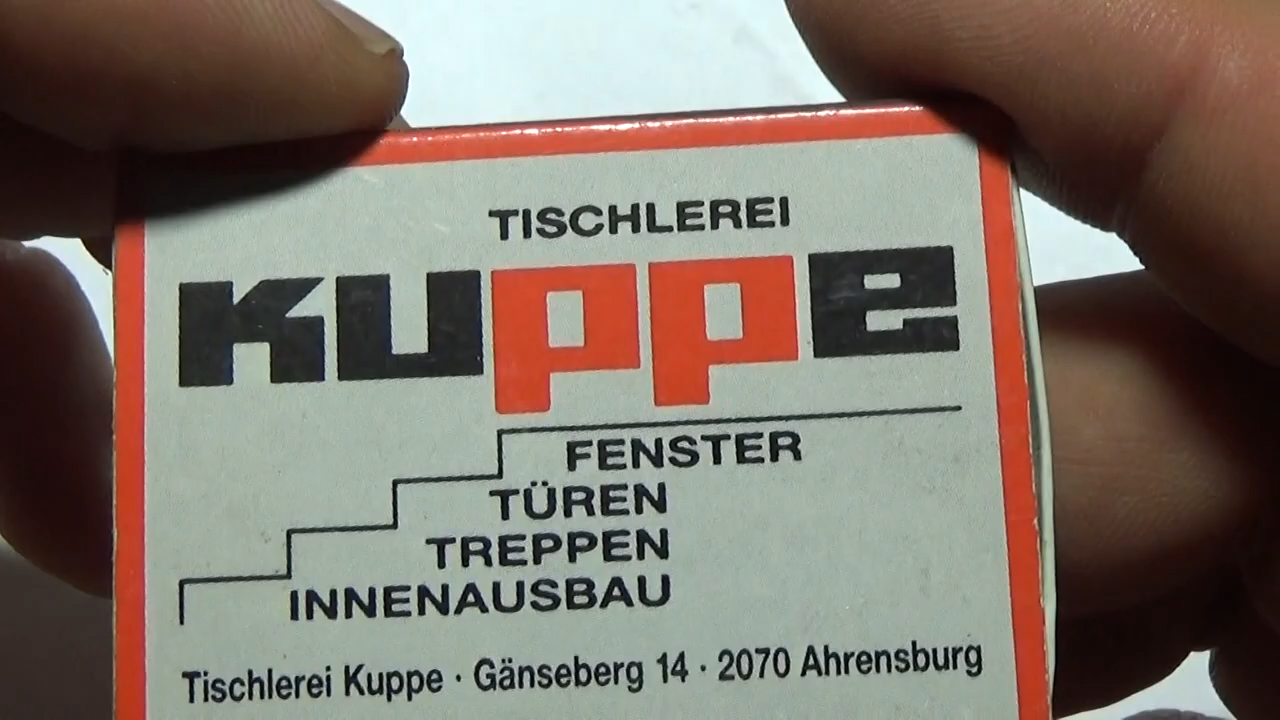 TISCHLEREI
kuppe
FENSTER
TÜREN
TREPPEN
INNENAUSBAU
Tischlerei Kuppe · Gänseberg 14 · 2070 Ahrensburg